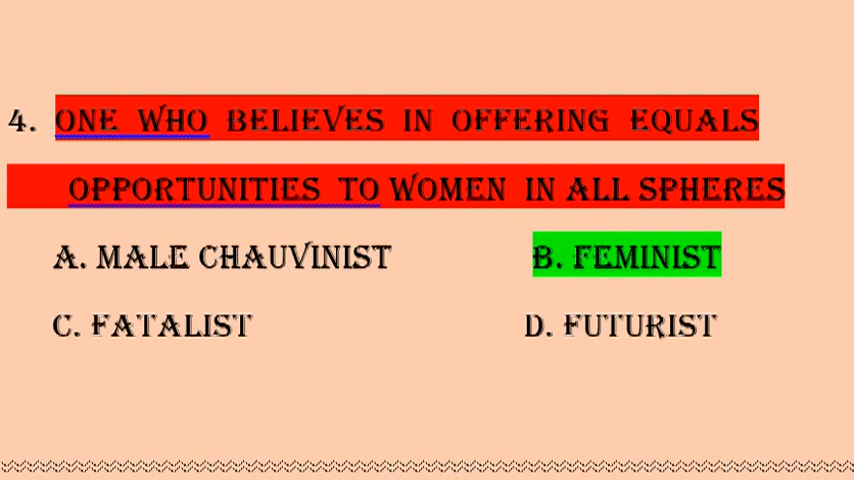 4. ONE WHO BELIEVES IN OFFERING EQUALS
OPPORTUNITIES TO WOMEN IN ALL SPHERES
A. MALE CHAUVINIST B. FEMINIST
C. FATALIST D. FUTURIST